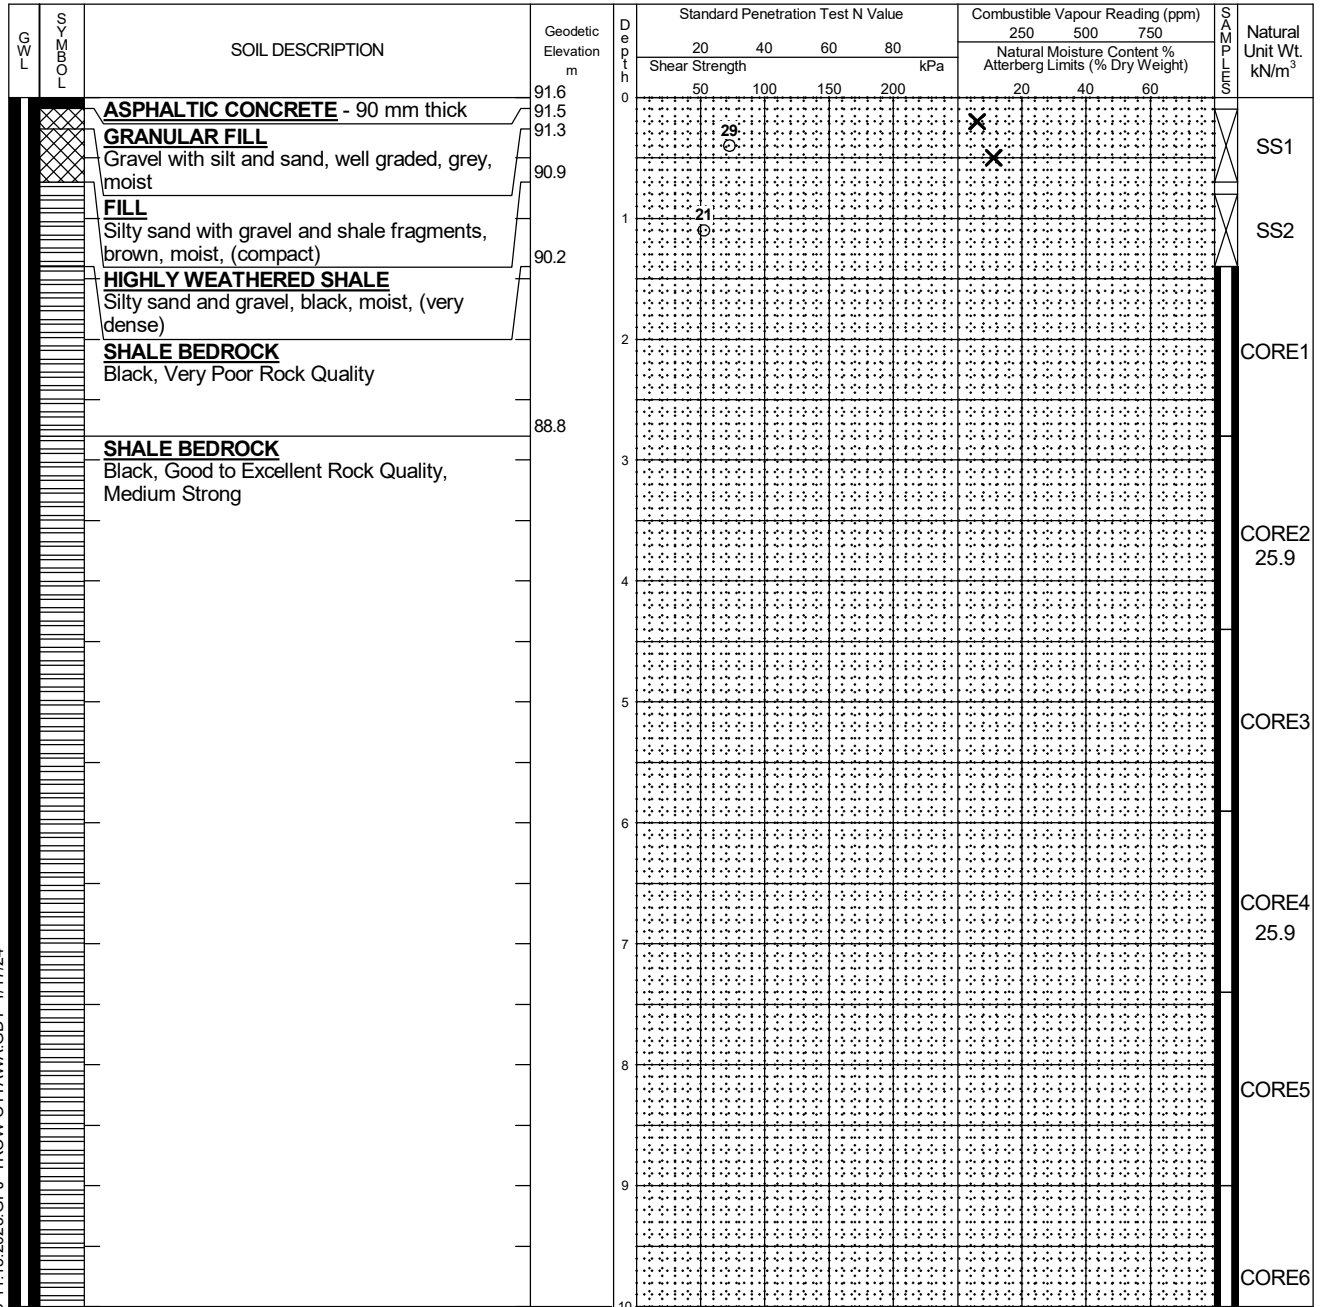 GWL
SYMBOL
SOIL DESCRIPTION
Geodetic
Elevation
m
Depth
Standard Penetration Test N Value
20 40 60 80
Shear Strength kPa
50 100 150 200
Combustible Vapour Reading (ppm)
250 500 750
Natural Moisture Content %
Atterberg Limits (% Dry Weight)
20 40 60
SAMPLES
Natural
Unit Wt.
kN/m³
91.6
0
ASPHALTIC CONCRETE - 90 mm thick
91.5
GRANULAR FILL
91.3
Gravel with silt and sand, well graded, grey,
moist
90.9
29
SS1
FILL
Silty sand with gravel and shale fragments,
brown, moist, (compact)
90.2
1
21
SS2
HIGHLY WEATHERED SHALE
Silty sand and gravel, black, moist, (very
dense)
SHALE BEDROCK
Black, Very Poor Rock Quality
2
CORE1
88.8
SHALE BEDROCK
Black, Good to Excellent Rock Quality,
Medium Strong
3
CORE2
25.9
4
5
CORE3
6
CORE4
25.9
7
8
CORE5
9
CORE6
10